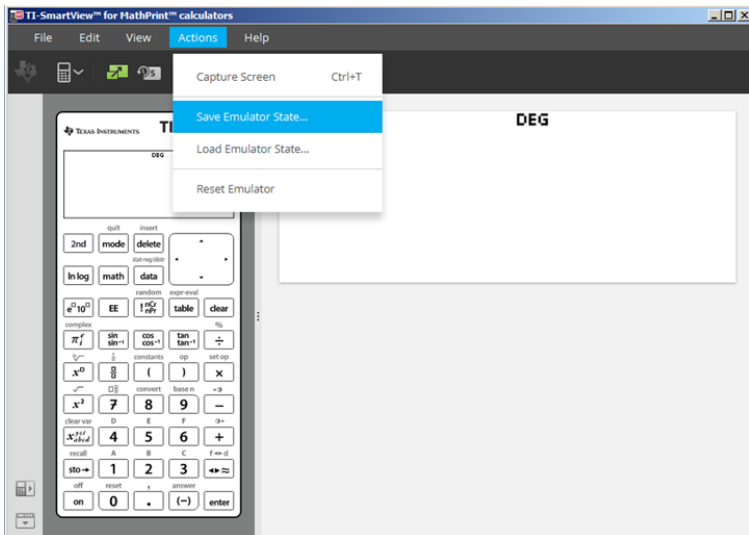 TI-SmartView™ for MathPrint™ calculators
File Edit View Actions Help
Capture Screen Ctrl+T
Save Emulator State...
Load Emulator State...
Reset Emulator
DEG
TEXAS INSTRUMENTS TI
DEG
quit insert
2nd mode delete
stat-reg/distr
ln log math data
random expr-eval
e□10□ EE ! nCr nPr table clear
complex %
π e i sin sin-1 cos cos-1 tan tan-1 ÷
constants op set op
x□ ( ) ×
convert base n
x² 7 8 9 −
clear var D E F
x y z t a b c d 4 5 6 +
recall A B C f◄►d
sto→ 1 2 3 ◄►≈
off reset , answer
on 0 . (−) enter